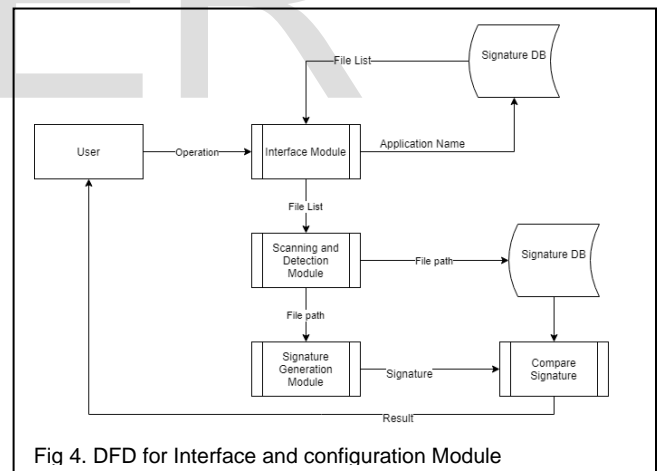 ER
File List
Signature DB
User
Operation
Interface Module
Application Name
File List
Scanning and
Detection
Module
File path
Signature DB
File path
Signature
Generation
Module
Signature
Compare
Signature
Result
Fig 4. DFD for Interface and configuration Module